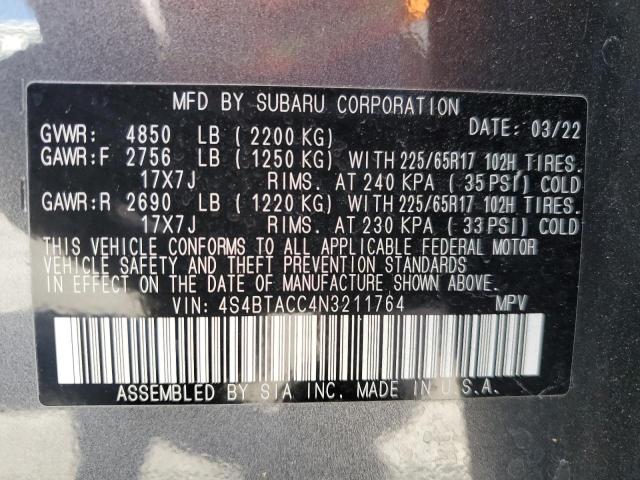 MFD BY SUBARU CORPORATION
GVWR: 4850 LB (2200 KG) DATE: 03/22
GAWR:F 2756 LB (1250 KG) WITH 225/65R17 102H TIRES.
17X7J RIMS. AT 240 KPA (35 PSI) COLD
GAWR:R 2690 LB (1220 KG) WITH 225/65R17 102H TIRES.
17X7J RIMS. AT 230 KPA (33 PSI) COLD
THIS VEHICLE CONFORMS TO ALL APPLICABLE FEDERAL MOTOR
VEHICLE SAFETY AND THEFT PREVENTION STANDARDS
IN EFFECT ON THE DATE OF MANUFACTURE SHOWN ABOVE.
VIN: 4S4BTACC4N3211764 MPV
ASSEMBLED BY SIA INC. MADE IN U.S.A.